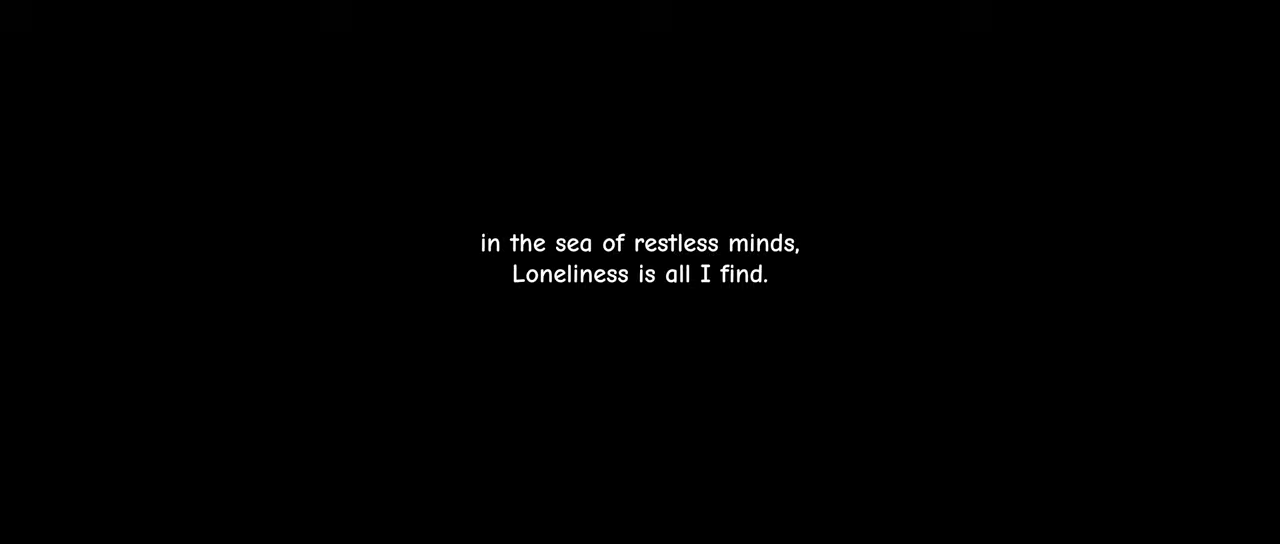 in the sea of restless minds,
Loneliness is all I find.